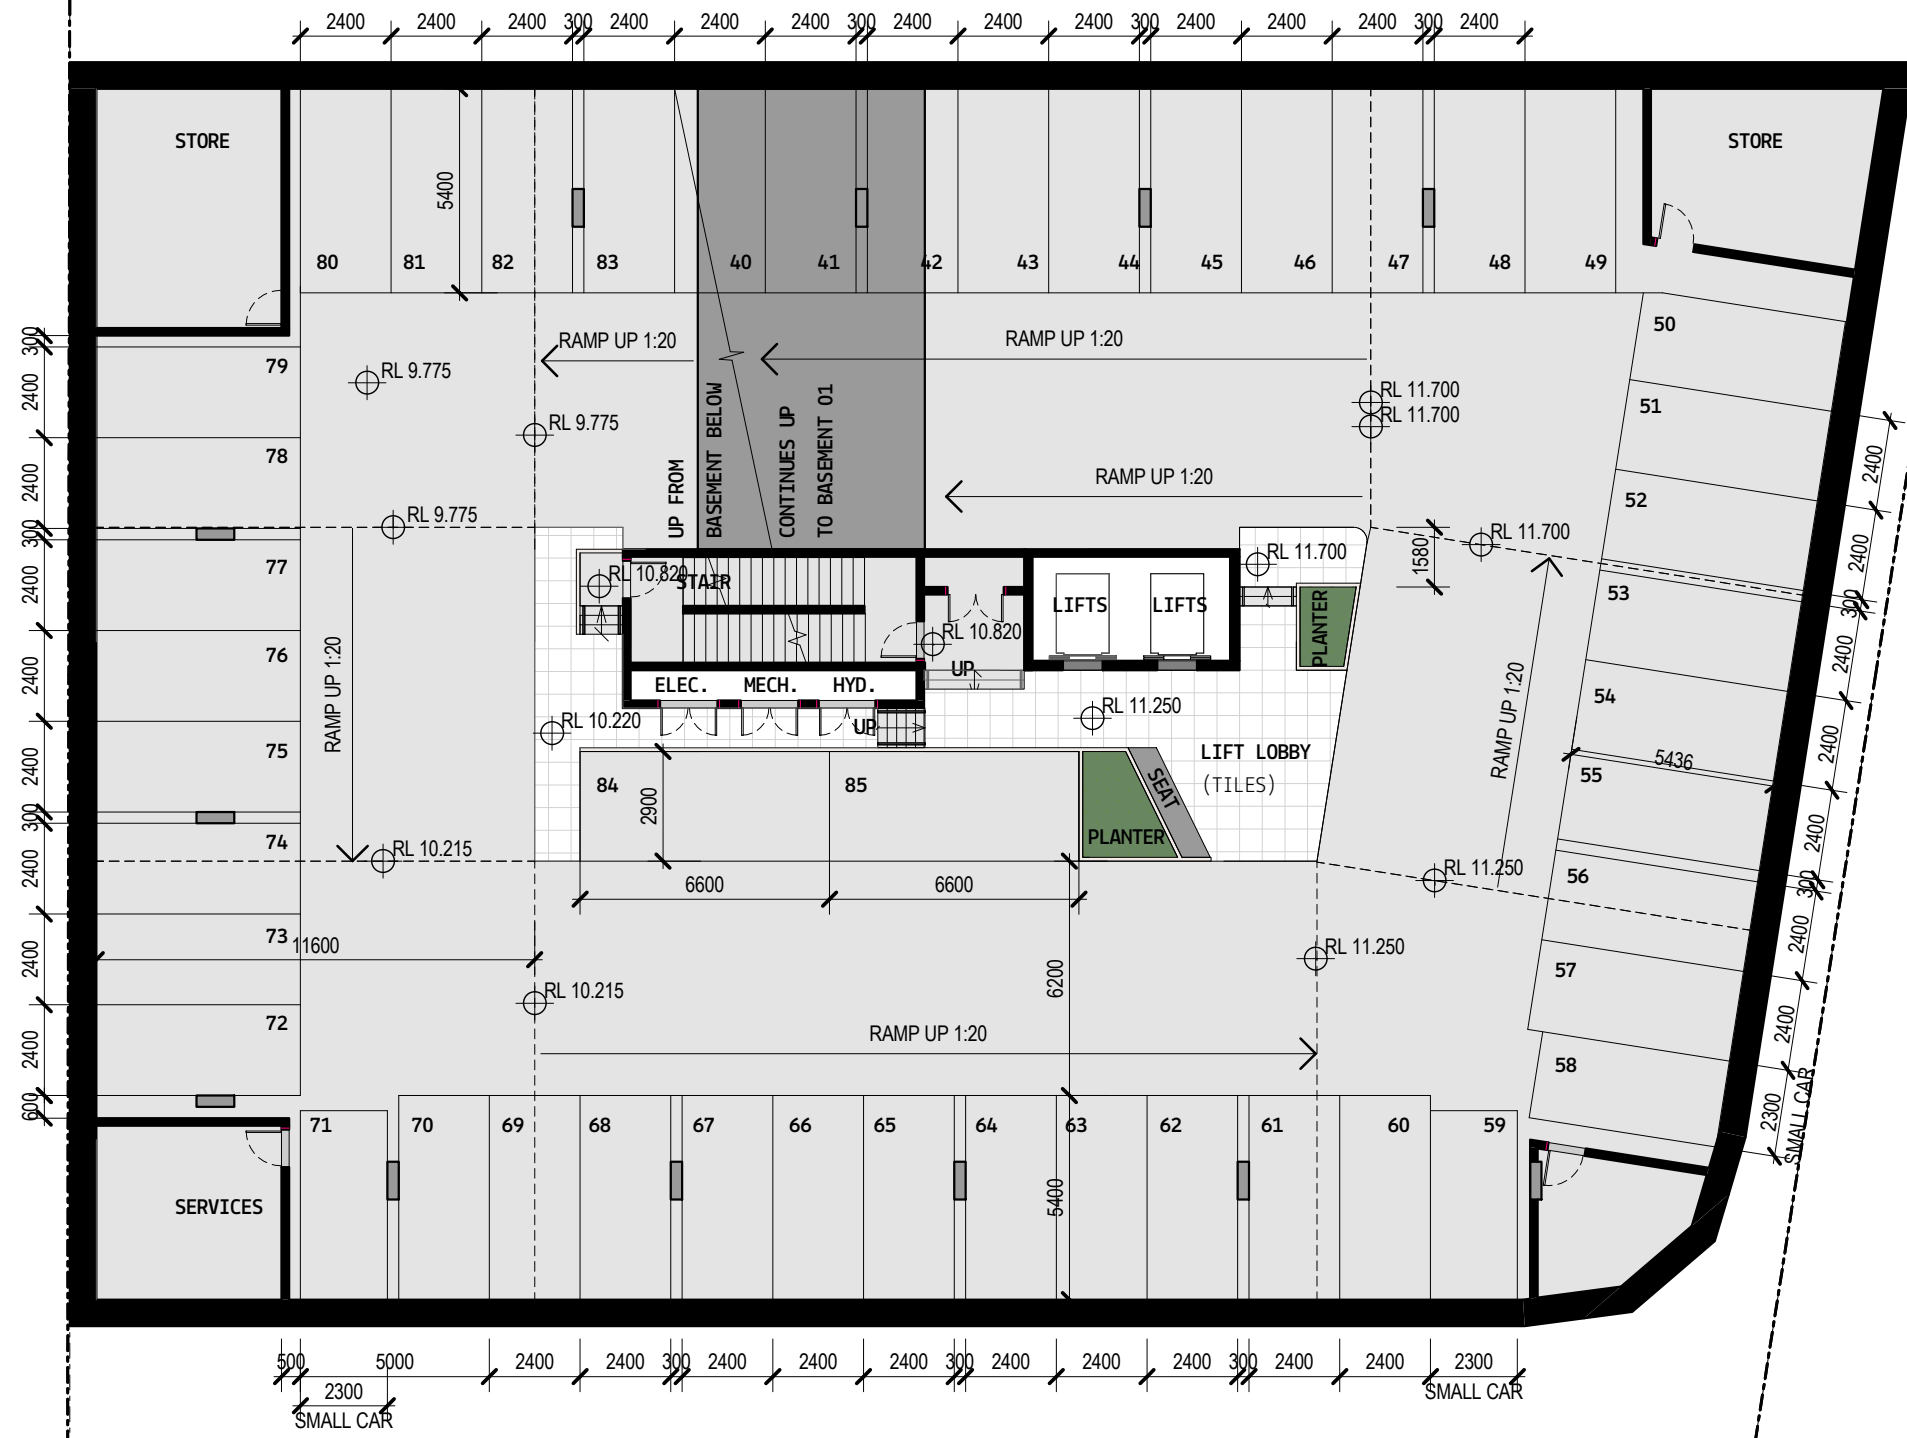 2400 2400 2400 300 2400 2400 2400 300 2400 2400 2400 300 2400 2400 2400 300 2400
STORE
STORE
5400
80 81 82 83 40 41 42 43 44 45 46 47 48 49
50
51
52
53
54
55
56
57
58
RAMP UP 1:20
RAMP UP 1:20
RAMP UP 1:20
RL 9.775
RL 9.775
RL 9.775
RL 11.700
RL 11.700
RL 11.700
RL 11.700
UP FROM
BASEMENT BELOW
CONTINUES UP
TO BASEMENT 01
1580
79
78
77
76
75
74
73
72
300
2400
2400
300
2400
2400
2400
300
2400
2400
2400
600
RAMP UP 1:20
RL 10.820
STAIR
RL 10.820
UP
LIFTS
LIFTS
PLANTER
ELEC. MECH. HYD.
UP
RL 10.220
RL 11.250
LIFT LOBBY
(TILES)
SEAT
PLANTER
84
85
2900
6600 6600
RAMP UP 1:20
5436
2400
2400
300
2400
2400
2400
300
2400
2400
2300
SMALL CAR
RL 10.215
RL 11.250
11600
RL 10.215
RL 11.250
6200
RAMP UP 1:20
71 70 69 68 67 66 65 64 63 62 61 60 59
5400
SERVICES
500 5000 2400 2400 300 2400 2400 2400 300 2400 2400 2400 300 2400 2400 2300
2300
SMALL CAR
SMALL CAR